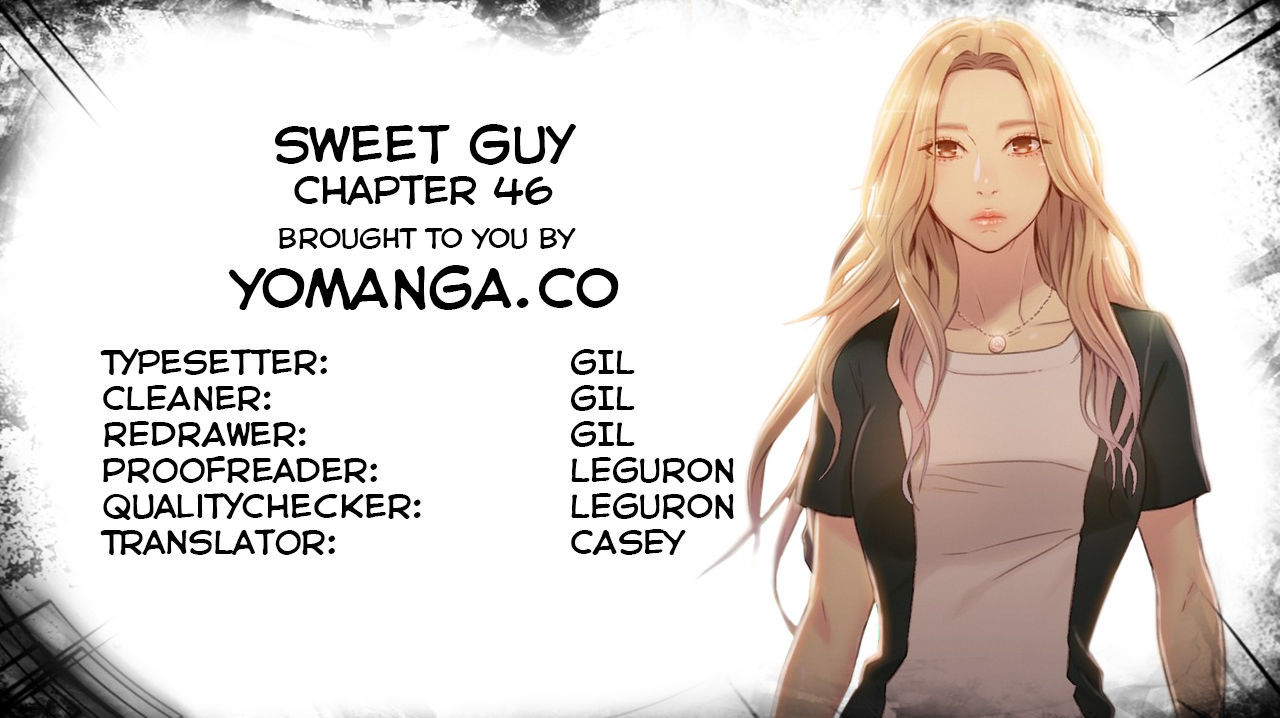 SWEET GUY
CHAPTER 46
BROUGHT TO YOU BY
YOMANGA.CO
TYPESETTER: GIL
CLEANER: GIL
REDRAWER: GIL
PROOFREADER: LEGURON
QUALITYCHECKER: LEGURON
TRANSLATOR: CASEY